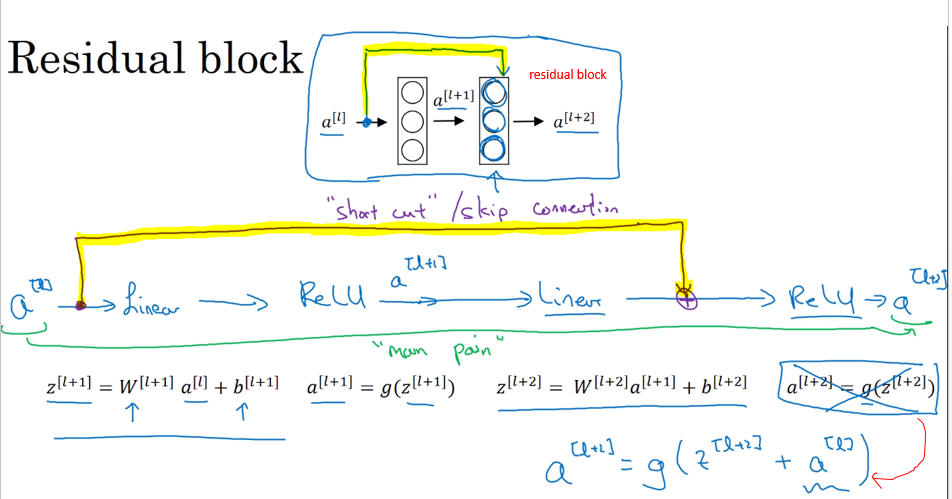 Residual block
residual block
a^[l] a^[l+1] a^[l+2]
"short cut" /skip connection
a^[l] → Linear → ReLU a^[l+1] → Linear → + → ReLU → a^[l+2]
"main path"
z^[l+1] = W^[l+1] a^[l] + b^[l+1] a^[l+1] = g(z^[l+1]) z^[l+2] = W^[l+2]a^[l+1] + b^[l+2] a^[l+2] = g(z^[l+2])
a^[l+2] = g(z^[l+2] + a^[l])